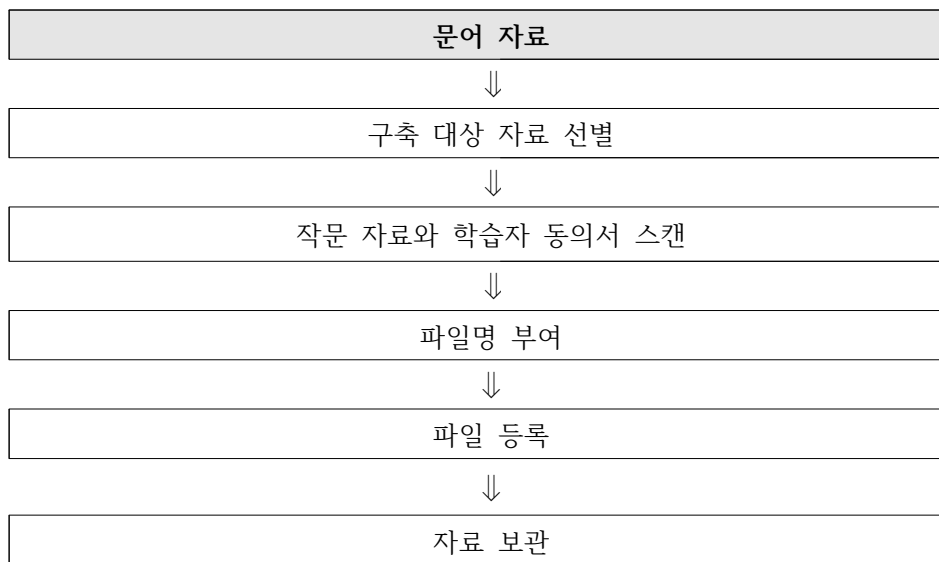 문어 자료
⇓
구축 대상 자료 선별
⇓
작문 자료와 학습자 동의서 스캔
⇓
파일명 부여
⇓
파일 등록
⇓
자료 보관